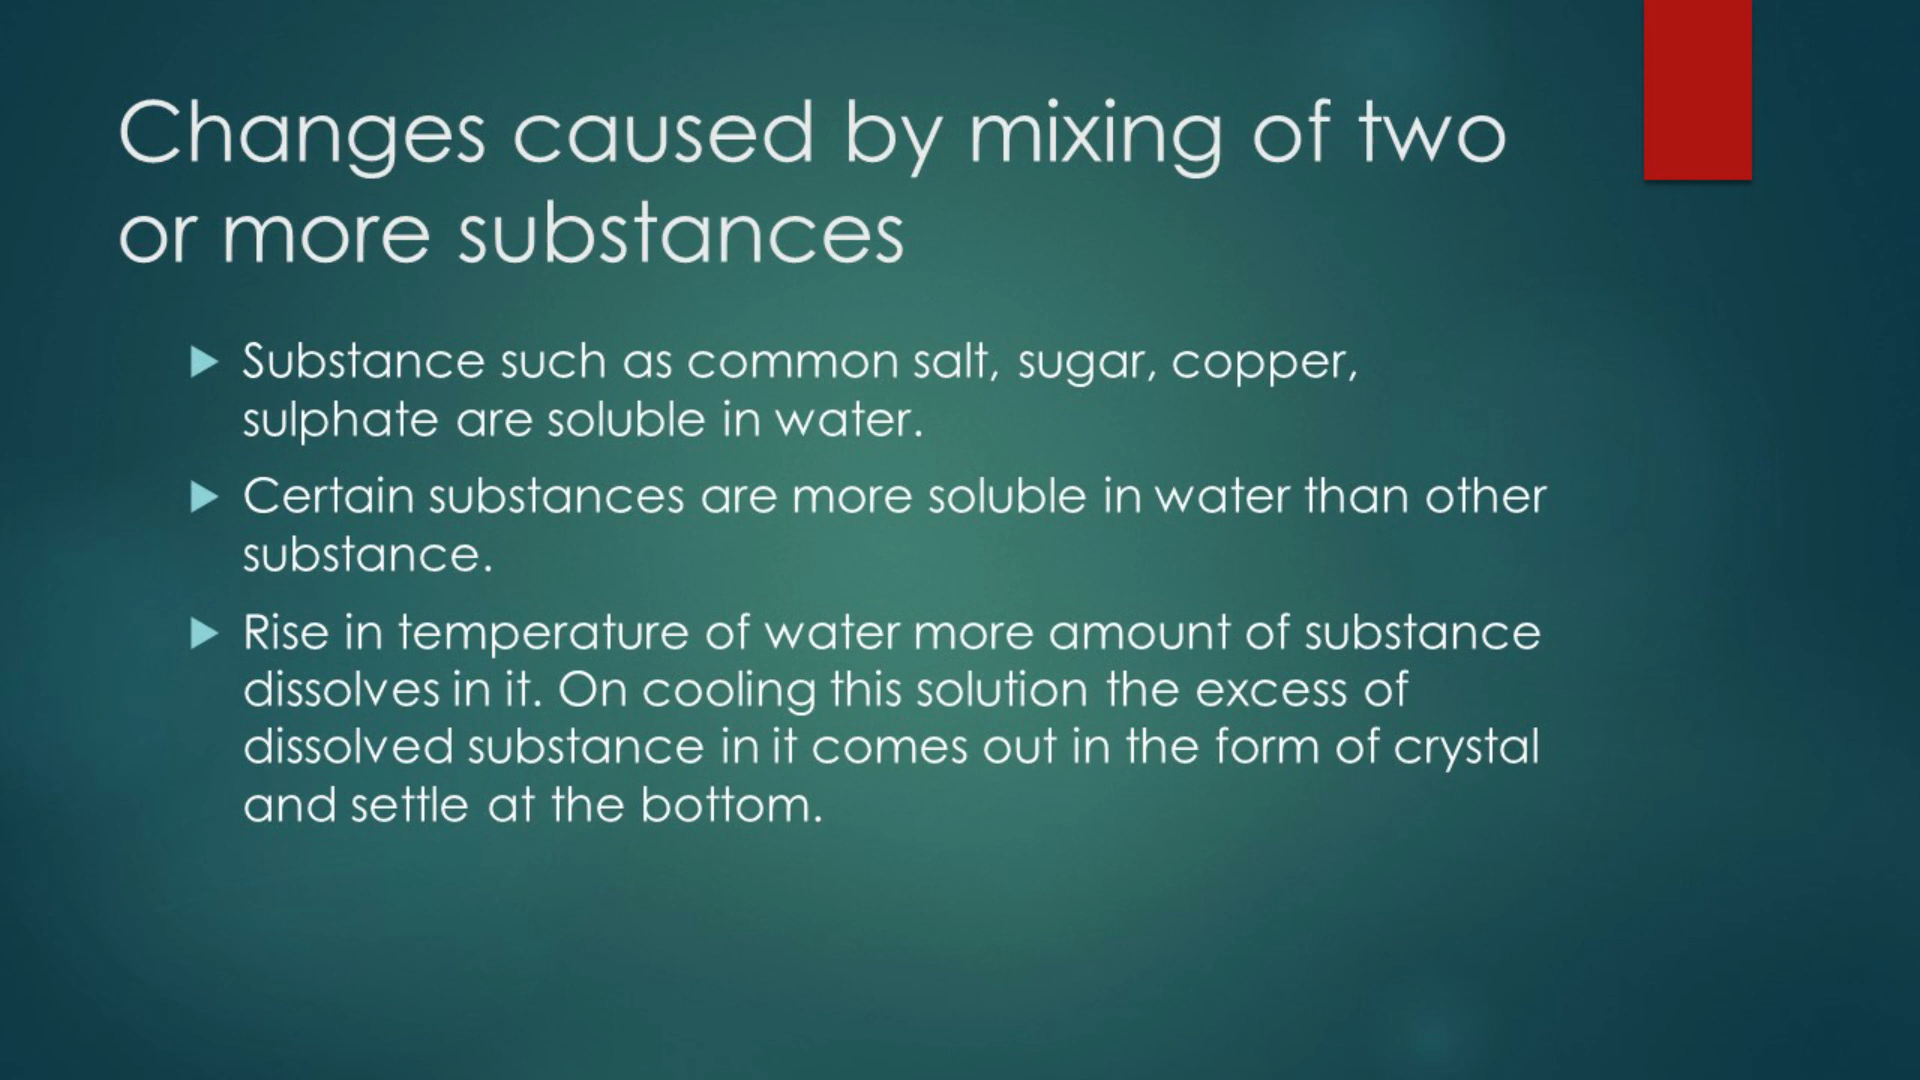 Changes caused by mixing of two
or more substances
Substance such as common salt, sugar, copper,
sulphate are soluble in water.
Certain substances are more soluble in water than other
substance.
Rise in temperature of water more amount of substance
dissolves in it. On cooling this solution the excess of
dissolved substance in it comes out in the form of crystal
and settle at the bottom.